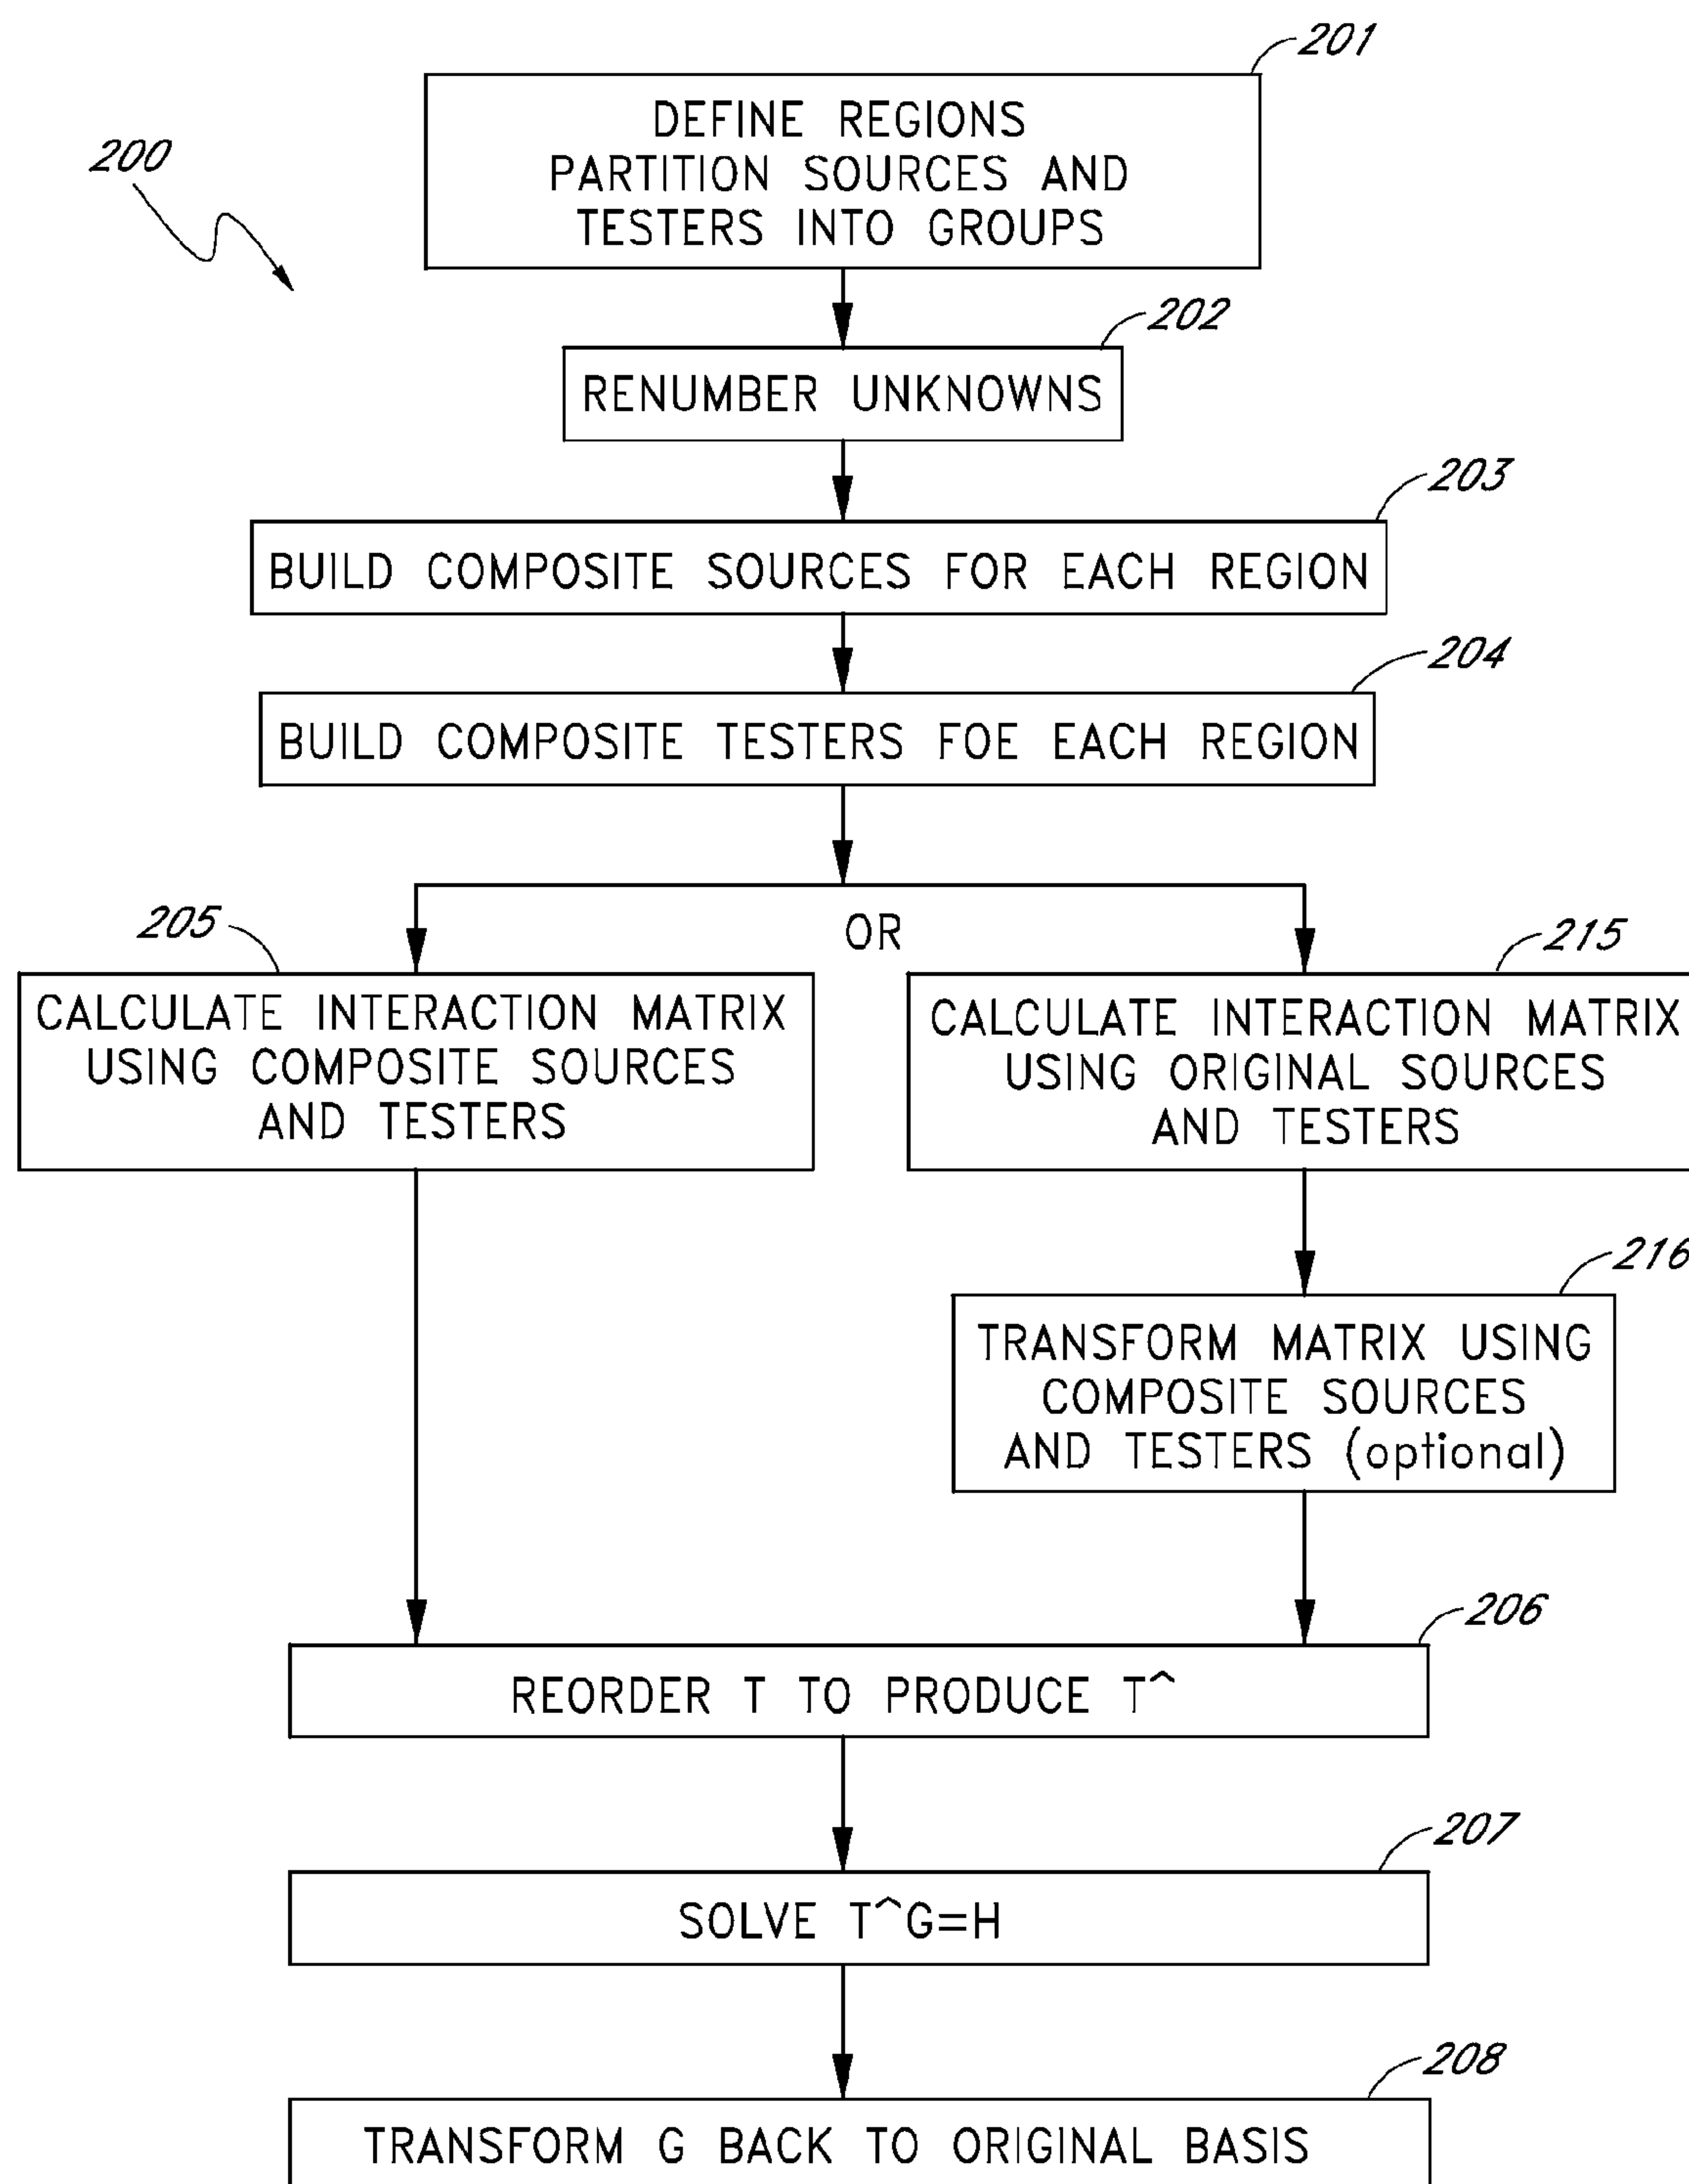 201
DEFINE REGIONS
PARTITION SOURCES AND
TESTERS INTO GROUPS
200
202
RENUMBER UNKNOWNS
203
BUILD COMPOSITE SOURCES FOR EACH REGION
204
BUILD COMPOSITE TESTERS FOE EACH REGION
OR
205
CALCULATE INTERACTION MATRIX
USING COMPOSITE SOURCES
AND TESTERS
215
CALCULATE INTERACTION MATRIX
USING ORIGINAL SOURCES
AND TESTERS
216
TRANSFORM MATRIX USING
COMPOSITE SOURCES
AND TESTERS (optional)
206
REORDER T TO PRODUCE T^
207
SOLVE T^G=H
208
TRANSFORM G BACK TO ORIGINAL BASIS